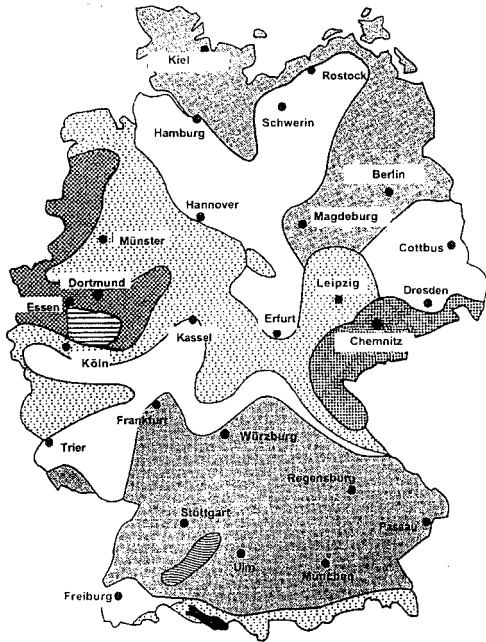 Kiel
Rostock
Schwerin
Hamburg
Berlin
Hannover
Magdeburg
Münster
Cottbus
Dortmund
Leipzig
Essen
Dresden
Erfurt
Kassel
Chemnitz
Köln
Frankfurt
Trier
Würzburg
Regensburg
Stöttgart
Passau
Ulm
München
Freiburg